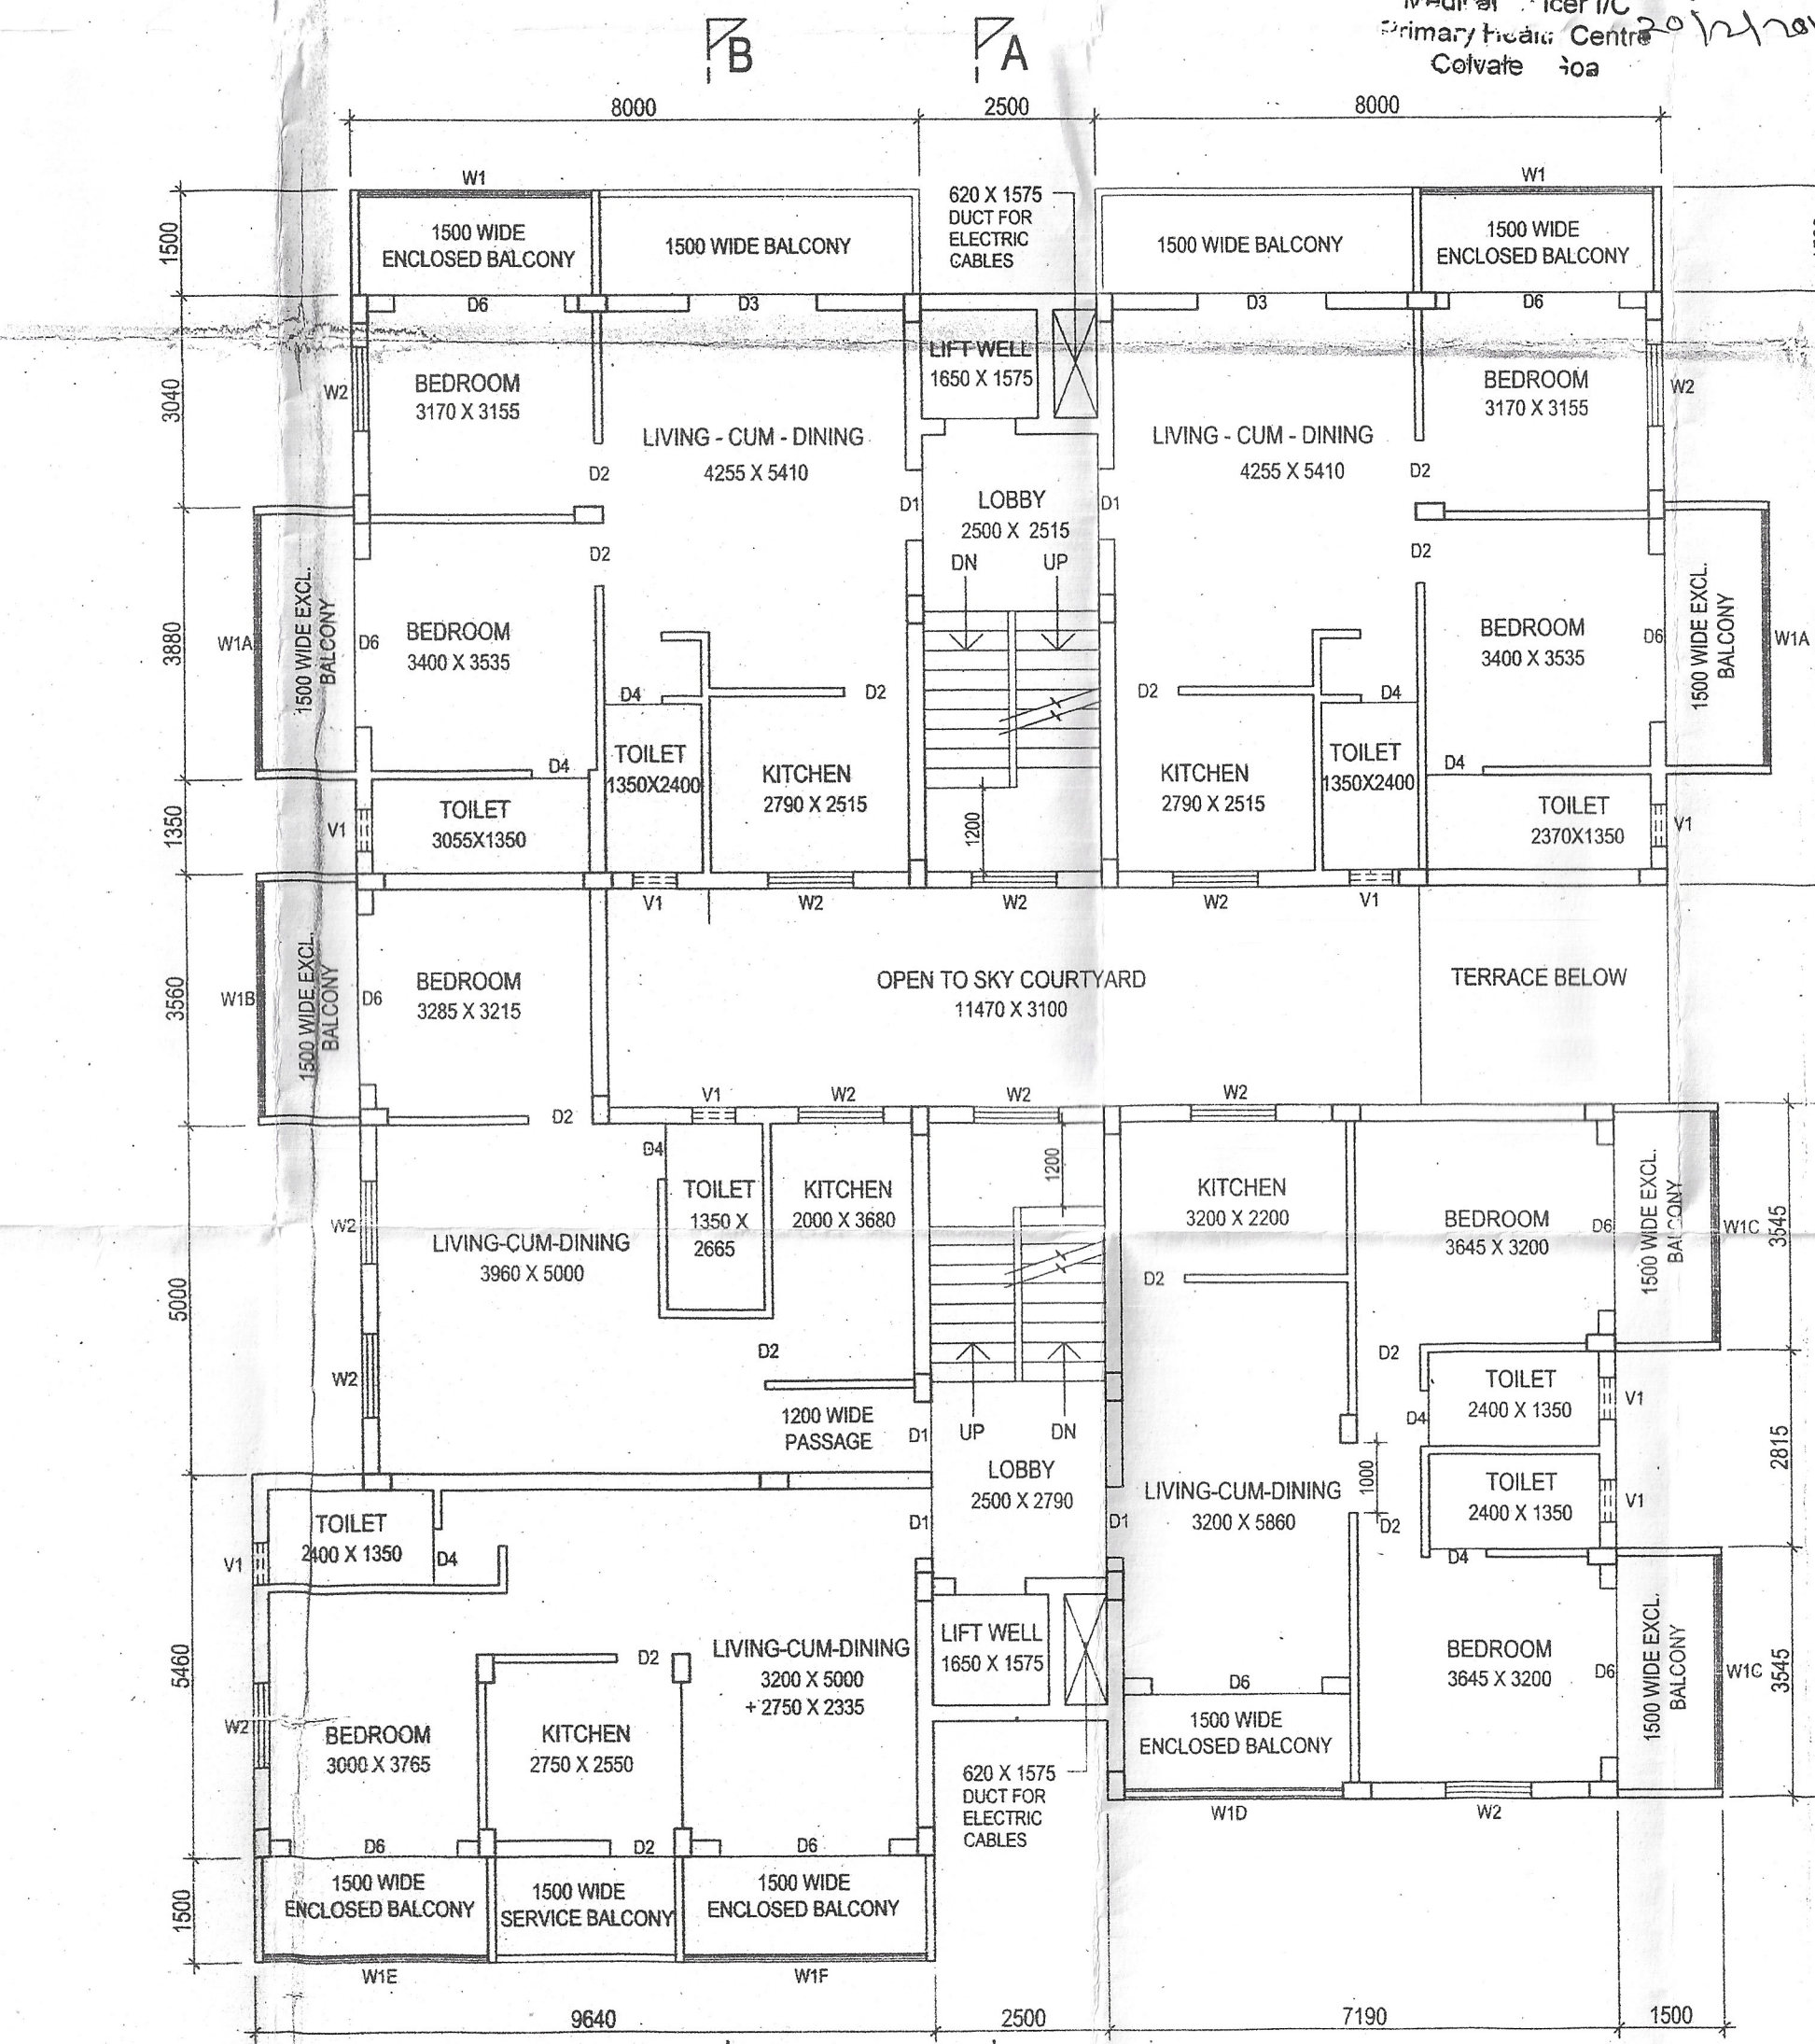 Primary Health Centre 20/2/20
Colvale Goa
B
A
8000
2500
8000
W1
W1
620 X 1575
DUCT FOR
ELECTRIC
CABLES
1500
1500 WIDE
ENCLOSED BALCONY
1500 WIDE BALCONY
1500 WIDE BALCONY
1500 WIDE
ENCLOSED BALCONY
D6
D3
D3
D6
3040
W2
BEDROOM
3170 X 3155
LIVING - CUM - DINING
4255 X 5410
LIFT WELL
1650 X 1575
LIVING - CUM - DINING
4255 X 5410
BEDROOM
3170 X 3155
W2
D2
D1
LOBBY
2500 X 2515
D1
D2
D2
DN
UP
D2
3880
W1A
1500 WIDE EXCL.
BALCONY
D6
BEDROOM
3400 X 3535
BEDROOM
3400 X 3535
D6
1500 WIDE EXCL.
BALCONY
W1A
D4
D2
D2
D4
D4
TOILET
1350X2400
KITCHEN
2790 X 2515
KITCHEN
2790 X 2515
TOILET
1350X2400
D4
1350
V1
TOILET
3055X1350
1200
TOILET
2370X1350
V1
V1
W2
W2
W2
V1
3560
W1B
1500 WIDE EXCL.
BALCONY
D6
BEDROOM
3285 X 3215
OPEN TO SKY COURTYARD
11470 X 3100
TERRACE BELOW
D2
V1
W2
W2
W2
D4
TOILET
1350 X
2665
KITCHEN
2000 X 3680
1200
KITCHEN
3200 X 2200
BEDROOM
3645 X 3200
D6
1500 WIDE EXCL.
BALCONY
W1C
3545
W2
LIVING-CUM-DINING
3960 X 5000
5000
D2
W2
D2
D2
1200 WIDE
PASSAGE
D1
UP
DN
TOILET
2400 X 1350
V1
D4
2815
LOBBY
2500 X 2790
LIVING-CUM-DINING
3200 X 5860
1000
TOILET
2400 X 1350
V1
D1
D1
D2
D4
TOILET
2400 X 1350
V1
D4
5460
LIVING-CUM-DINING
3200 X 5000
+ 2750 X 2335
D2
LIFT WELL
1650 X 1575
BEDROOM
3645 X 3200
D6
1500 WIDE EXCL.
BALCONY
W1C
3545
D6
W2
BEDROOM
3000 X 3765
KITCHEN
2750 X 2550
1500 WIDE
ENCLOSED BALCONY
620 X 1575
DUCT FOR
ELECTRIC
CABLES
W1D
W2
D6
D2
D6
1500
1500 WIDE
ENCLOSED BALCONY
1500 WIDE
SERVICE BALCONY
1500 WIDE
ENCLOSED BALCONY
W1E
W1F
9640
2500
7190
1500